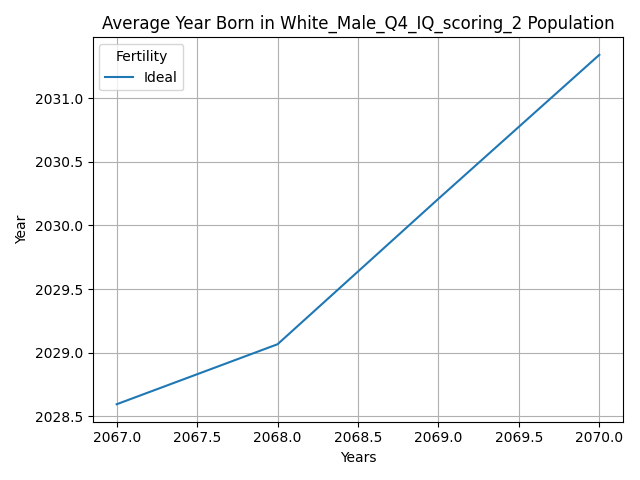 Average Year Born in White_Male_Q4_IQ_scoring_2 Population
Fertility
Ideal
Year
2031.0
2030.5
2030.0
2029.5
2029.0
2028.5
2067.0 2067.5 2068.0 2068.5 2069.0 2069.5 2070.0
Years